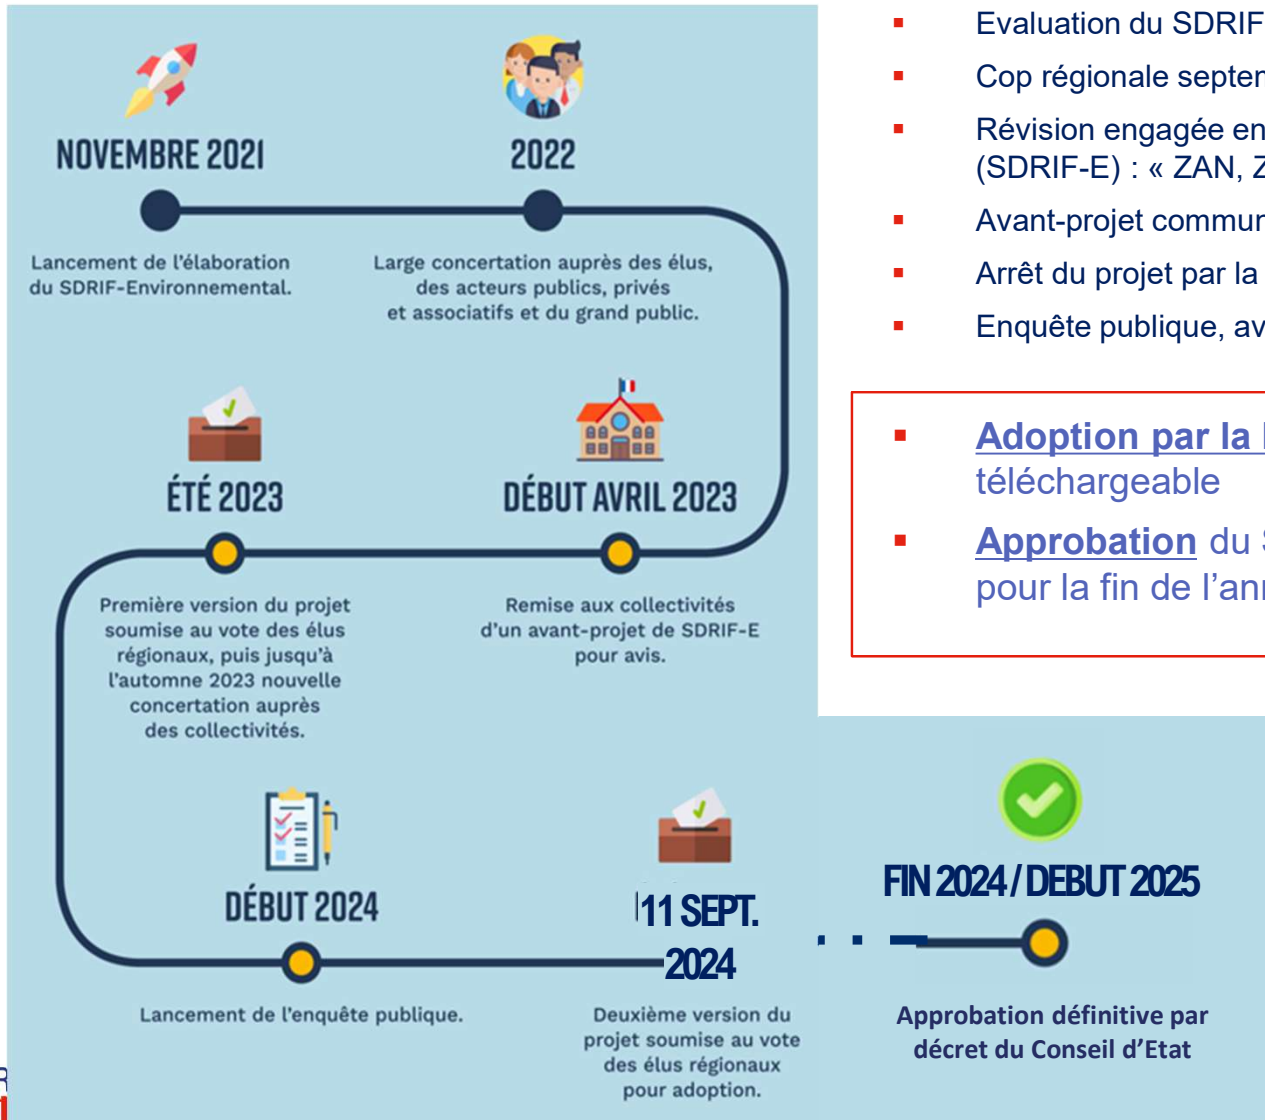 NOVEMBRE 2021
Lancement de l'élaboration
du SDRIF-Environnemental.
2022
Large concertation auprès des élus,
des acteurs publics, privés
et associatifs et du grand public.
DÉBUT AVRIL 2023
Remise aux collectivités
d'un avant-projet de SDRIF-E
pour avis.
ÉTÉ 2023
Première version du projet
soumise au vote des élus
régionaux, puis jusqu'à
l'automne 2023 nouvelle
concertation auprès
des collectivités.
DÉBUT 2024
Lancement de l'enquête publique.
11 SEPT.
2024
Deuxième version du
projet soumise au vote
des élus régionaux
pour adoption.
FIN 2024 / DEBUT 2025
Approbation définitive par
décret du Conseil d'Etat
Evaluation du SDRIF
Cop régionale
Révision engagée en
(SDRIF-E) : « ZAN,
Avant-projet
Arrêt du projet par la
Enquête publique,
Adoption par la
téléchargeable
Approbation du
pour la fin de